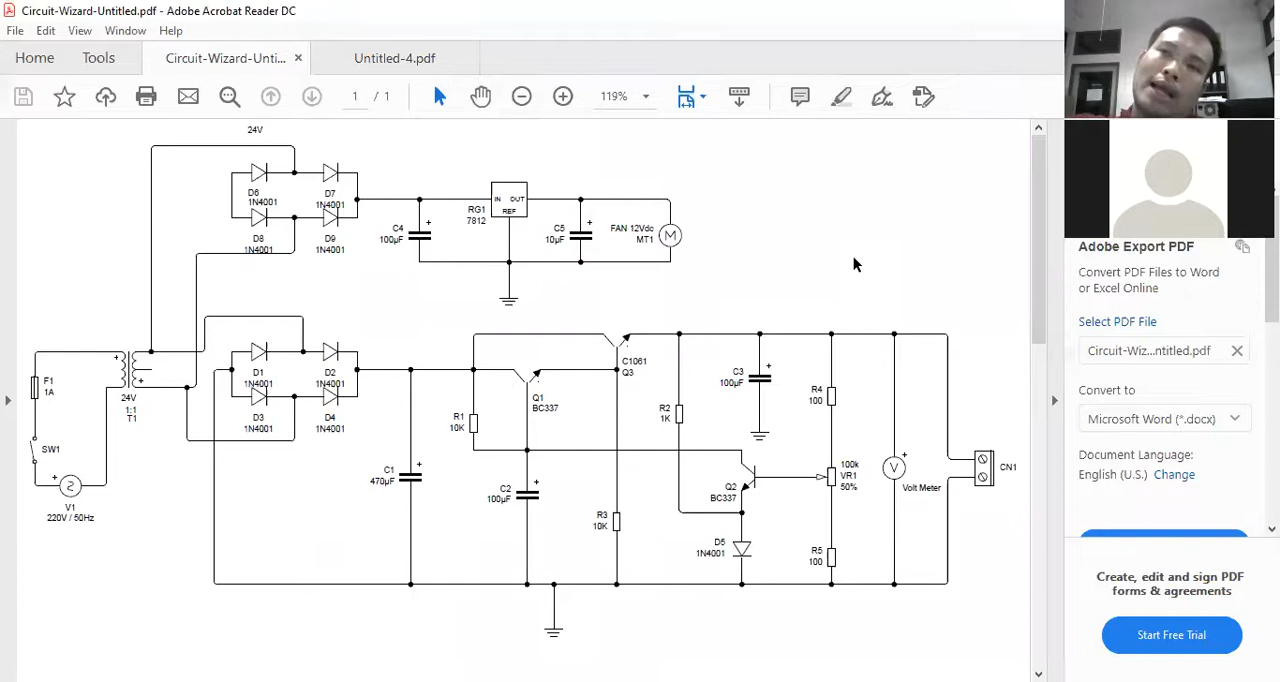 Circuit-Wizard-Untitled.pdf - Adobe Acrobat Reader DC
File Edit View Window Help
Home Tools Circuit-Wizard-Unti... × Untitled-4.pdf
1 / 1 119%
24V
D6
1N4001
D7
1N4001
D8
1N4001
D9
1N4001
C4
100µF
+
RG1
7812
IN OUT
REF
C5
10µF
+
FAN 12Vdc
MT1
M
F1
1A
SW1
V1
220V / 50Hz
+
24V
1:1
T1
+
+
D1
1N4001
D2
1N4001
D3
1N4001
D4
1N4001
C1
470µF
+
R1
10K
Q1
BC337
C2
100µF
+
C1061
Q3
R3
10K
R2
1K
C3
100µF
+
Q2
BC337
D5
1N4001
R4
100
100k
VR1
50%
R5
100
V
+
Volt Meter
CN1
Adobe Export PDF
Convert PDF Files to Word
or Excel Online
Select PDF File
Circuit-Wiz...ntitled.pdf
Convert to
Microsoft Word (*.docx)
Document Language:
English (U.S.) Change
Create, edit and sign PDF
forms & agreements
Start Free Trial